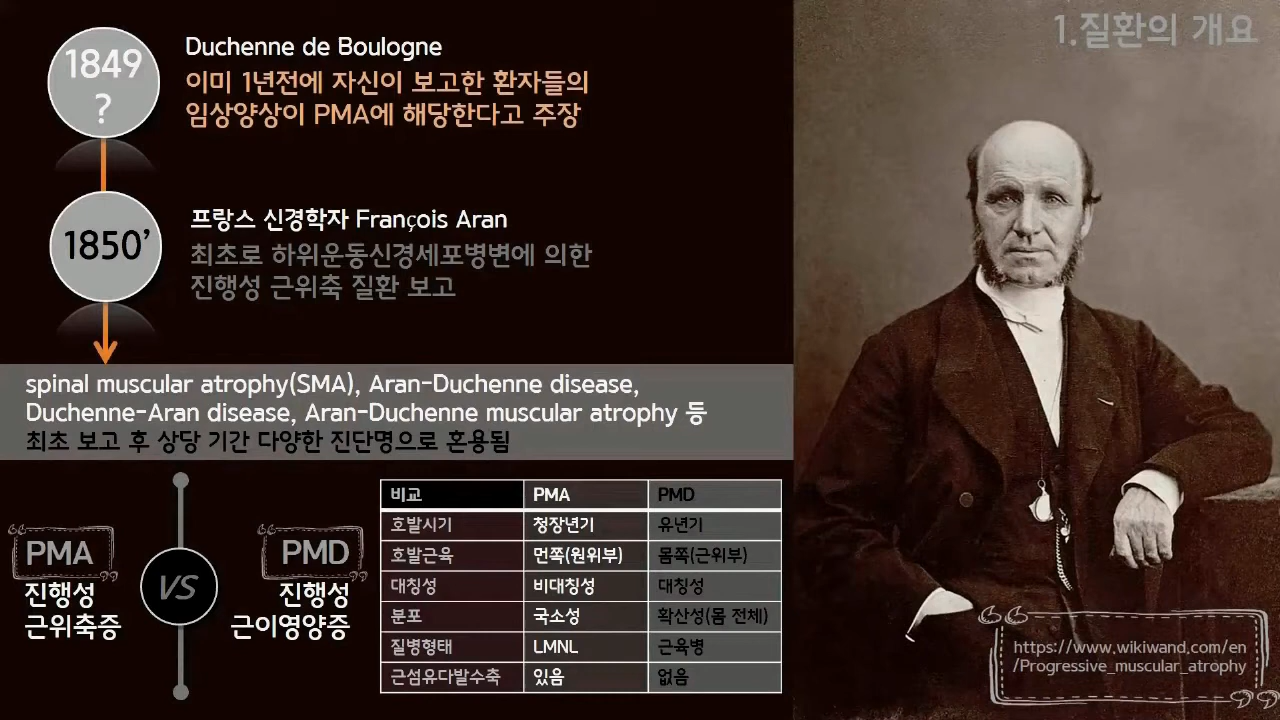 1.질환의 개요
1849
?
Duchenne de Boulogne
이미 1년전에 자신이 보고한 환자들의
임상양상이 PMA에 해당한다고 주장
1850’
프랑스 신경학자 François Aran
최초로 하위운동신경세포병변에 의한
진행성 근위축 질환 보고
spinal muscular atrophy(SMA), Aran-Duchenne disease,
Duchenne-Aran disease, Aran-Duchenne muscular atrophy 등
최초 보고 후 상당 기간 다양한 진단명으로 혼용됨
PMA
진행성
근위축증
VS
PMD
진행성
근이영양증
비교 PMA PMD
호발시기 청장년기 유년기
호발근육 먼쪽(원위부) 몸쪽(근위부)
대칭성 비대칭성 대칭성
분포 국소성 확산성(몸 전체)
질병형태 LMNL 근육병
근섬유다발수축 있음 없음
https://www.wikiwand.com/en
/Progressive_muscular_atrophy